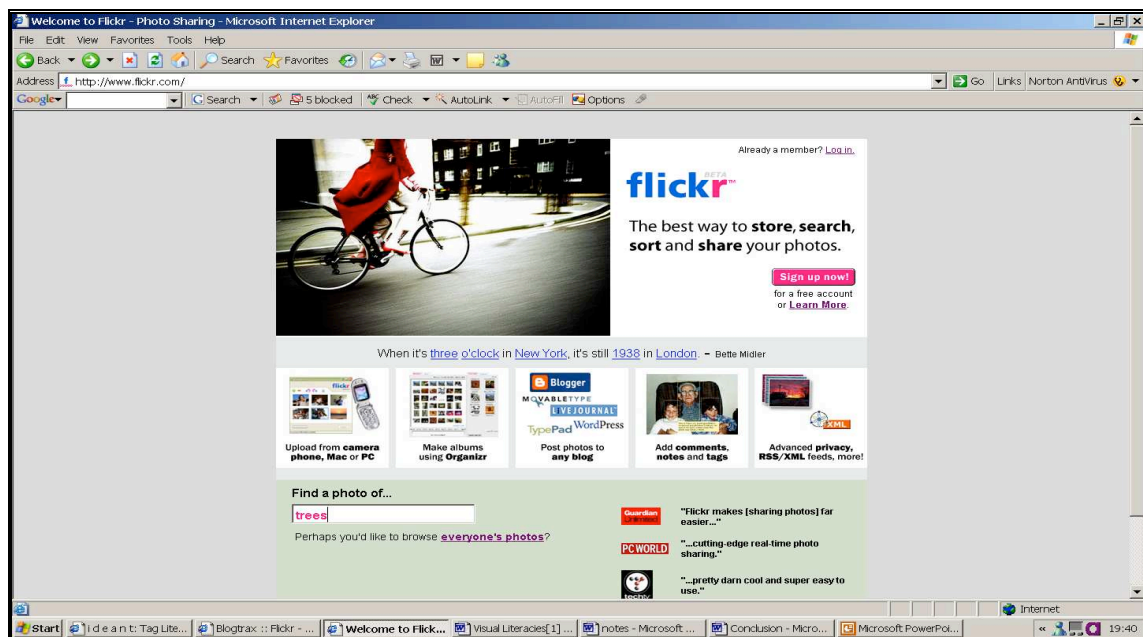 Welcome to Flickr - Photo Sharing - Microsoft Internet Explorer
File Edit View Favorites Tools Help
Back Search Favorites
Address http://www.flickr.com/ Go Links Norton AntiVirus
Google Search 5 blocked Check AutoLink AutoFill Options
Already a member? Log in.
BETA
flickr™
The best way to store, search,
sort and share your photos.
Sign up now!
for a free account
or Learn More.
When it's three o'clock in New York, it's still 1938 in London. – Bette Midler
Upload from camera
phone, Mac or PC
Make albums
using Organizr
Blogger
MOVABLETYPE
LIVEJOURNAL
TypePad WordPress
Post photos to
any blog
Add comments,
notes and tags
XML
Advanced privacy,
RSS/XML feeds, more!
Find a photo of...
trees
Perhaps you'd like to browse everyone's photos?
Guardian
Unlimited
"Flickr makes [sharing photos] far
easier..."
PC WORLD
"...cutting-edge real-time photo
sharing."
techtv
"...pretty darn cool and super easy to
use."
Internet
Start i d e a n t: Tag Lite... Blogtrax :: Flickr - ... Welcome to Flick... Visual Literacies[1] ... notes - Microsoft ... Conclusion - Micro... Microsoft PowerPoi... « 19:40